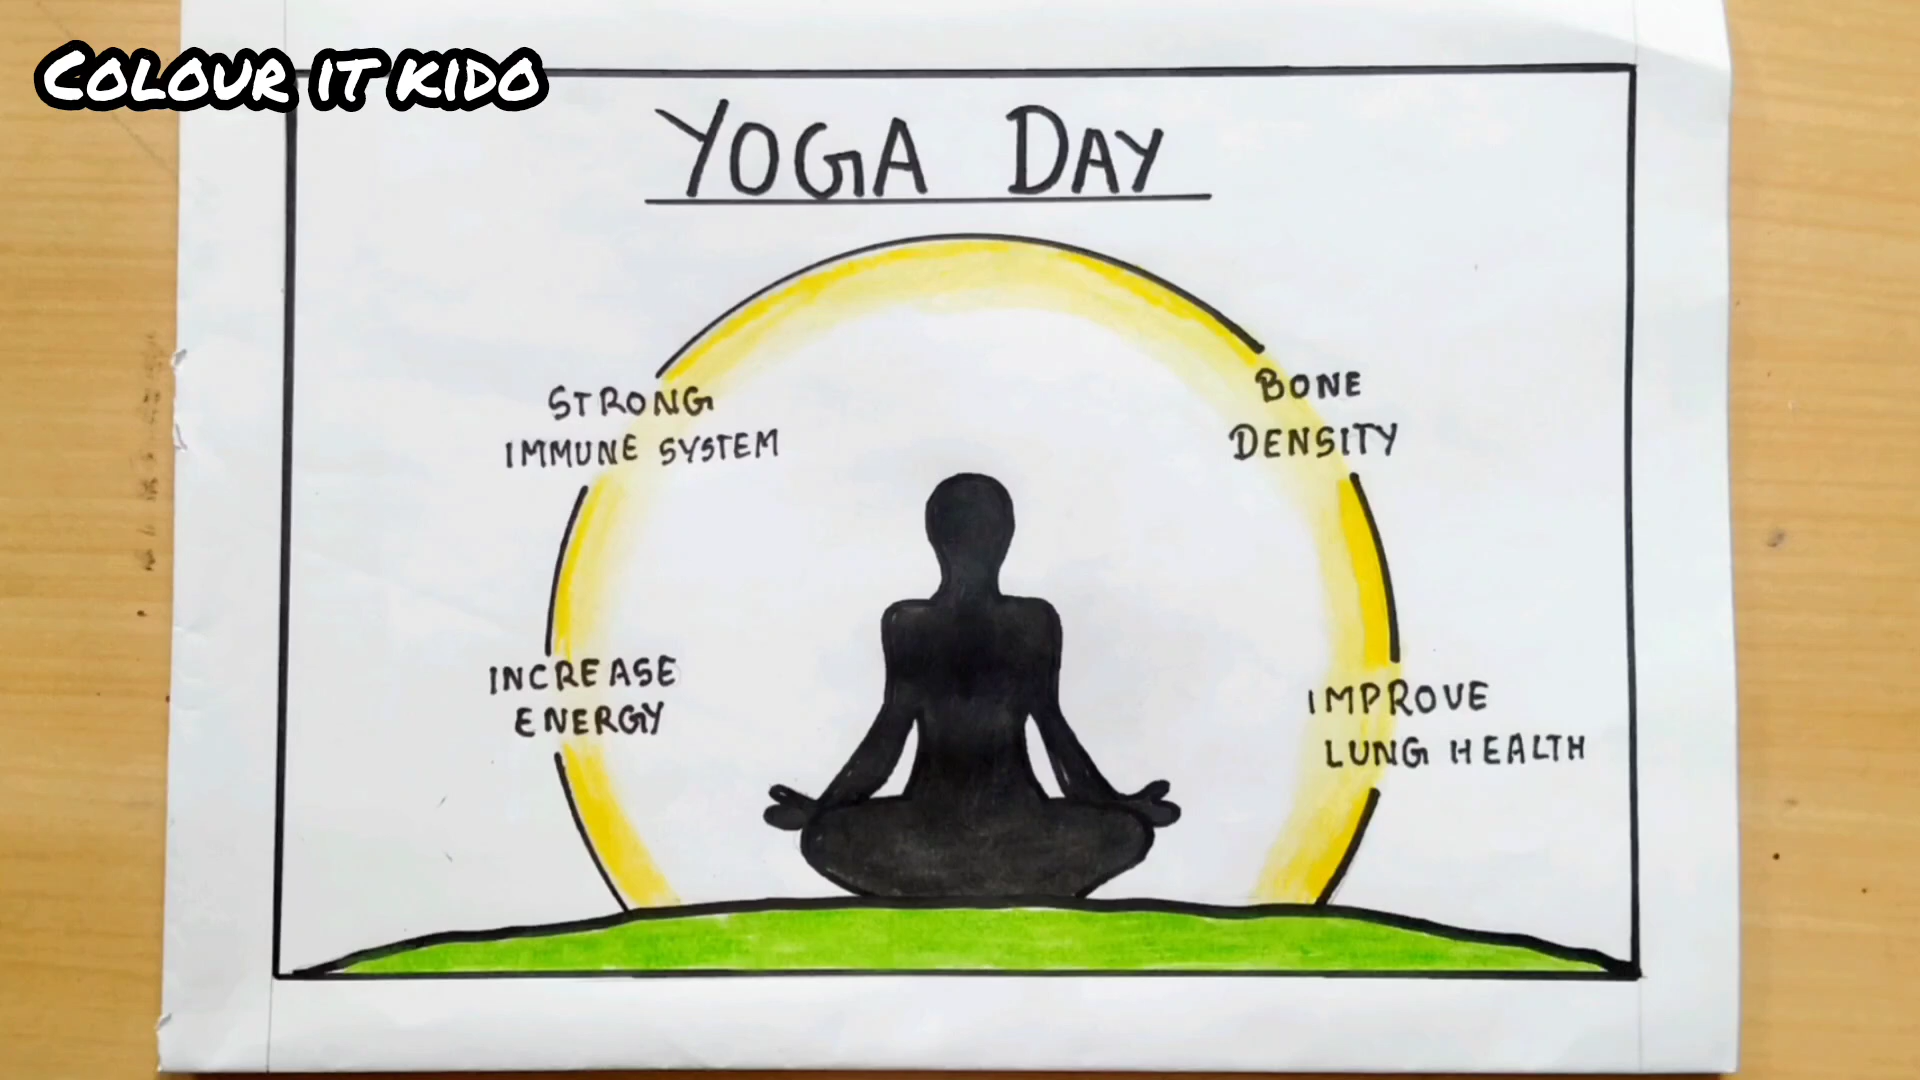 COLOUR IT KIDO
YOGA DAY
STRONG
IMMUNE SYSTEM
BONE
DENSITY
INCREASE
ENERGY
IMPROVE
LUNG HEALTH